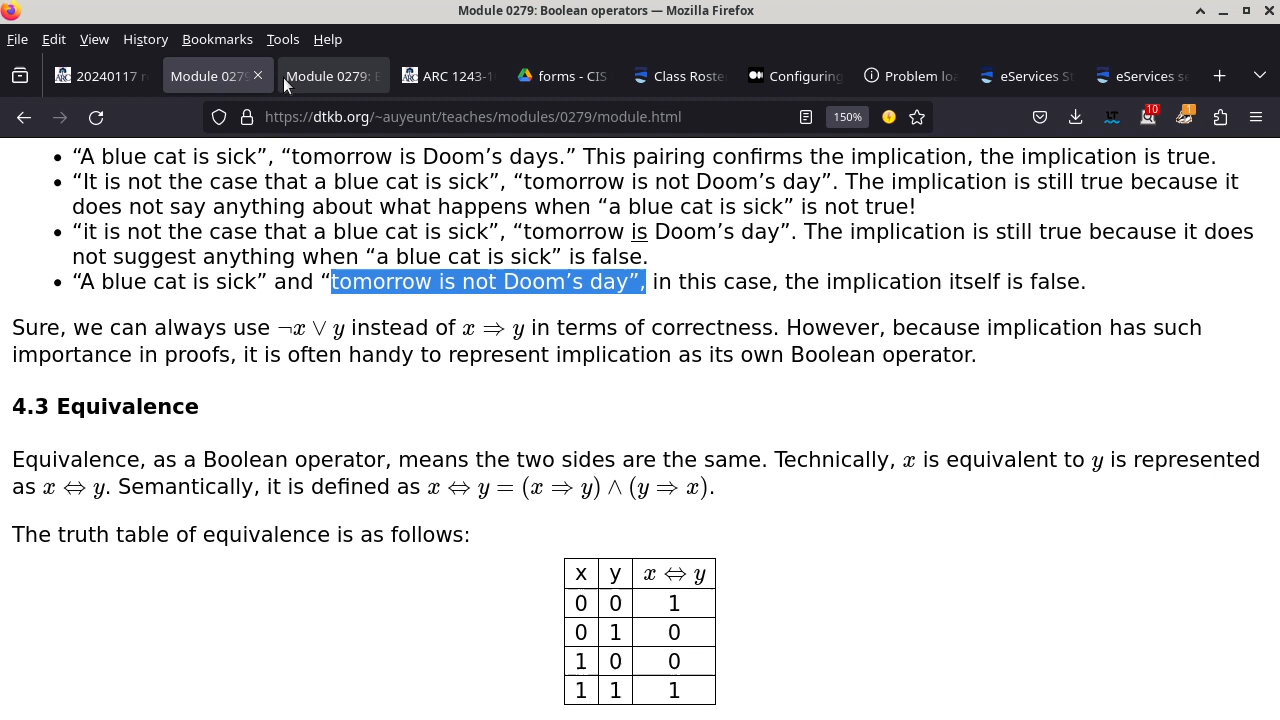 Module 0279: Boolean operators — Mozilla Firefox
File Edit View History Bookmarks Tools Help
20240117 Module 0279 Module 0279: ARC 1243-1 forms - CIS Class Roster Configuring Problem loa eServices St eServices se
https://dtkb.org/~auyeunt/teaches/modules/0279/module.html 150% 10 1
• “A blue cat is sick”, “tomorrow is Doom’s days.” This pairing confirms the implication, the implication is true.
• “It is not the case that a blue cat is sick”, “tomorrow is not Doom’s day”. The implication is still true because it
does not say anything about what happens when “a blue cat is sick” is not true!
• “it is not the case that a blue cat is sick”, “tomorrow is Doom’s day”. The implication is still true because it does
not suggest anything when “a blue cat is sick” is false.
• “A blue cat is sick” and “tomorrow is not Doom’s day”, in this case, the implication itself is false.
Sure, we can always use ¬x ∨ y instead of x ⇒ y in terms of correctness. However, because implication has such
importance in proofs, it is often handy to represent implication as its own Boolean operator.
4.3 Equivalence
Equivalence, as a Boolean operator, means the two sides are the same. Technically, x is equivalent to y is represented
as x ⇔ y. Semantically, it is defined as x ⇔ y = (x ⇒ y) ∧ (y ⇒ x).
The truth table of equivalence is as follows:
x y x ⇔ y
0 0 1
0 1 0
1 0 0
1 1 1